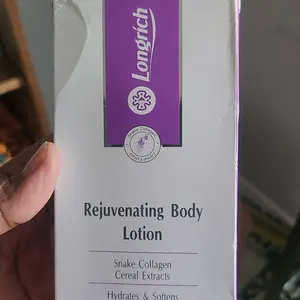 Longrich
Rejuvenating Body
Lotion
Snake Collagen
Cereal Extracts
Hydrates & Softens